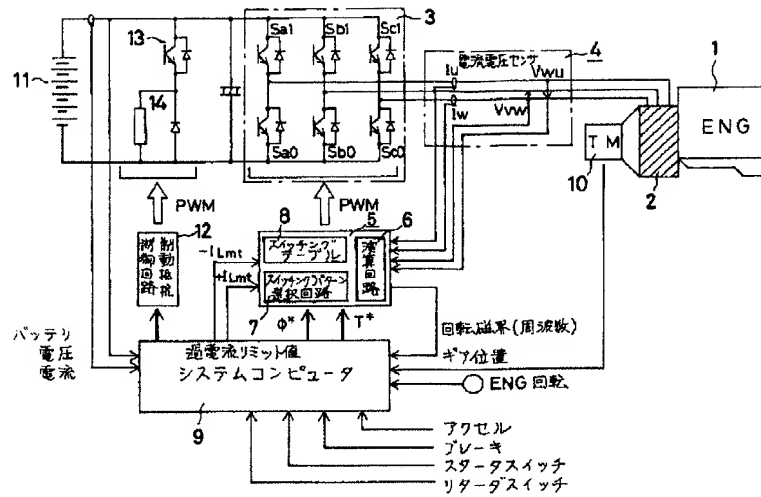 3
13
Sa1
Sb1
Sc1
電流電圧センサ
4
11
14
Iu
Vwu
1
Iw
Vvw
ENG
TM
Sa0
Sb0
Sc0
10
2
PWM
PWM
8
5
6
12
制動抵抗
制御回路
-ILmt
+ILmt
スイッチングテーブル
スイッチングパターン選択回路
演算回路
7
Φ*
T*
回転磁界(周波数)
バッテリ
電圧
電流
過電流リミット値
システムコンピュータ
ギア位置
ENG回転
9
アクセル
ブレーキ
スタータスイッチ
リターダスイッチ